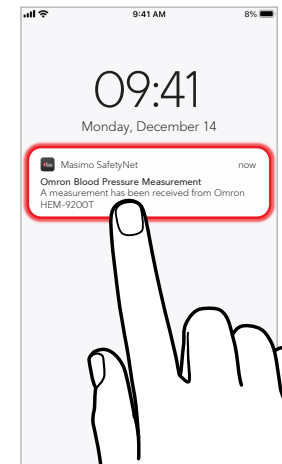 9:41 AM
8%
09:41
Monday, December 14
Masimo SafetyNet
now
Omron Blood Pressure Measurement
A measurement has been received from Omron
HEM-9200T